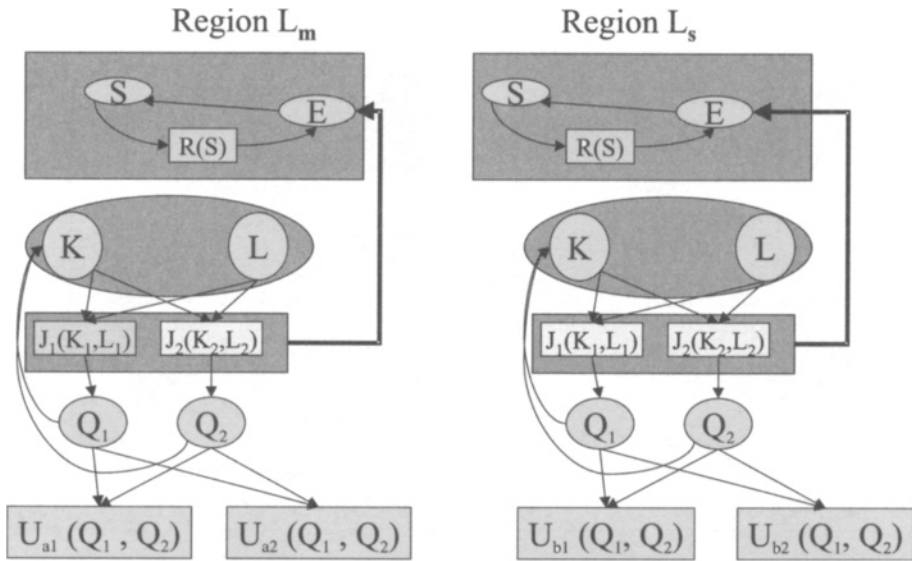 Region Lm
Region Ls
S
E
R(S)
S
E
R(S)
K
L
K
L
J1(K1,L1)
J2(K2,L2)
J1(K1,L1)
J2(K2,L2)
Q1
Q2
Q1
Q2
Ua1 (Q1 , Q2)
Ua2 (Q1 , Q2)
Ub1 (Q1, Q2)
Ub2 (Q1, Q2)